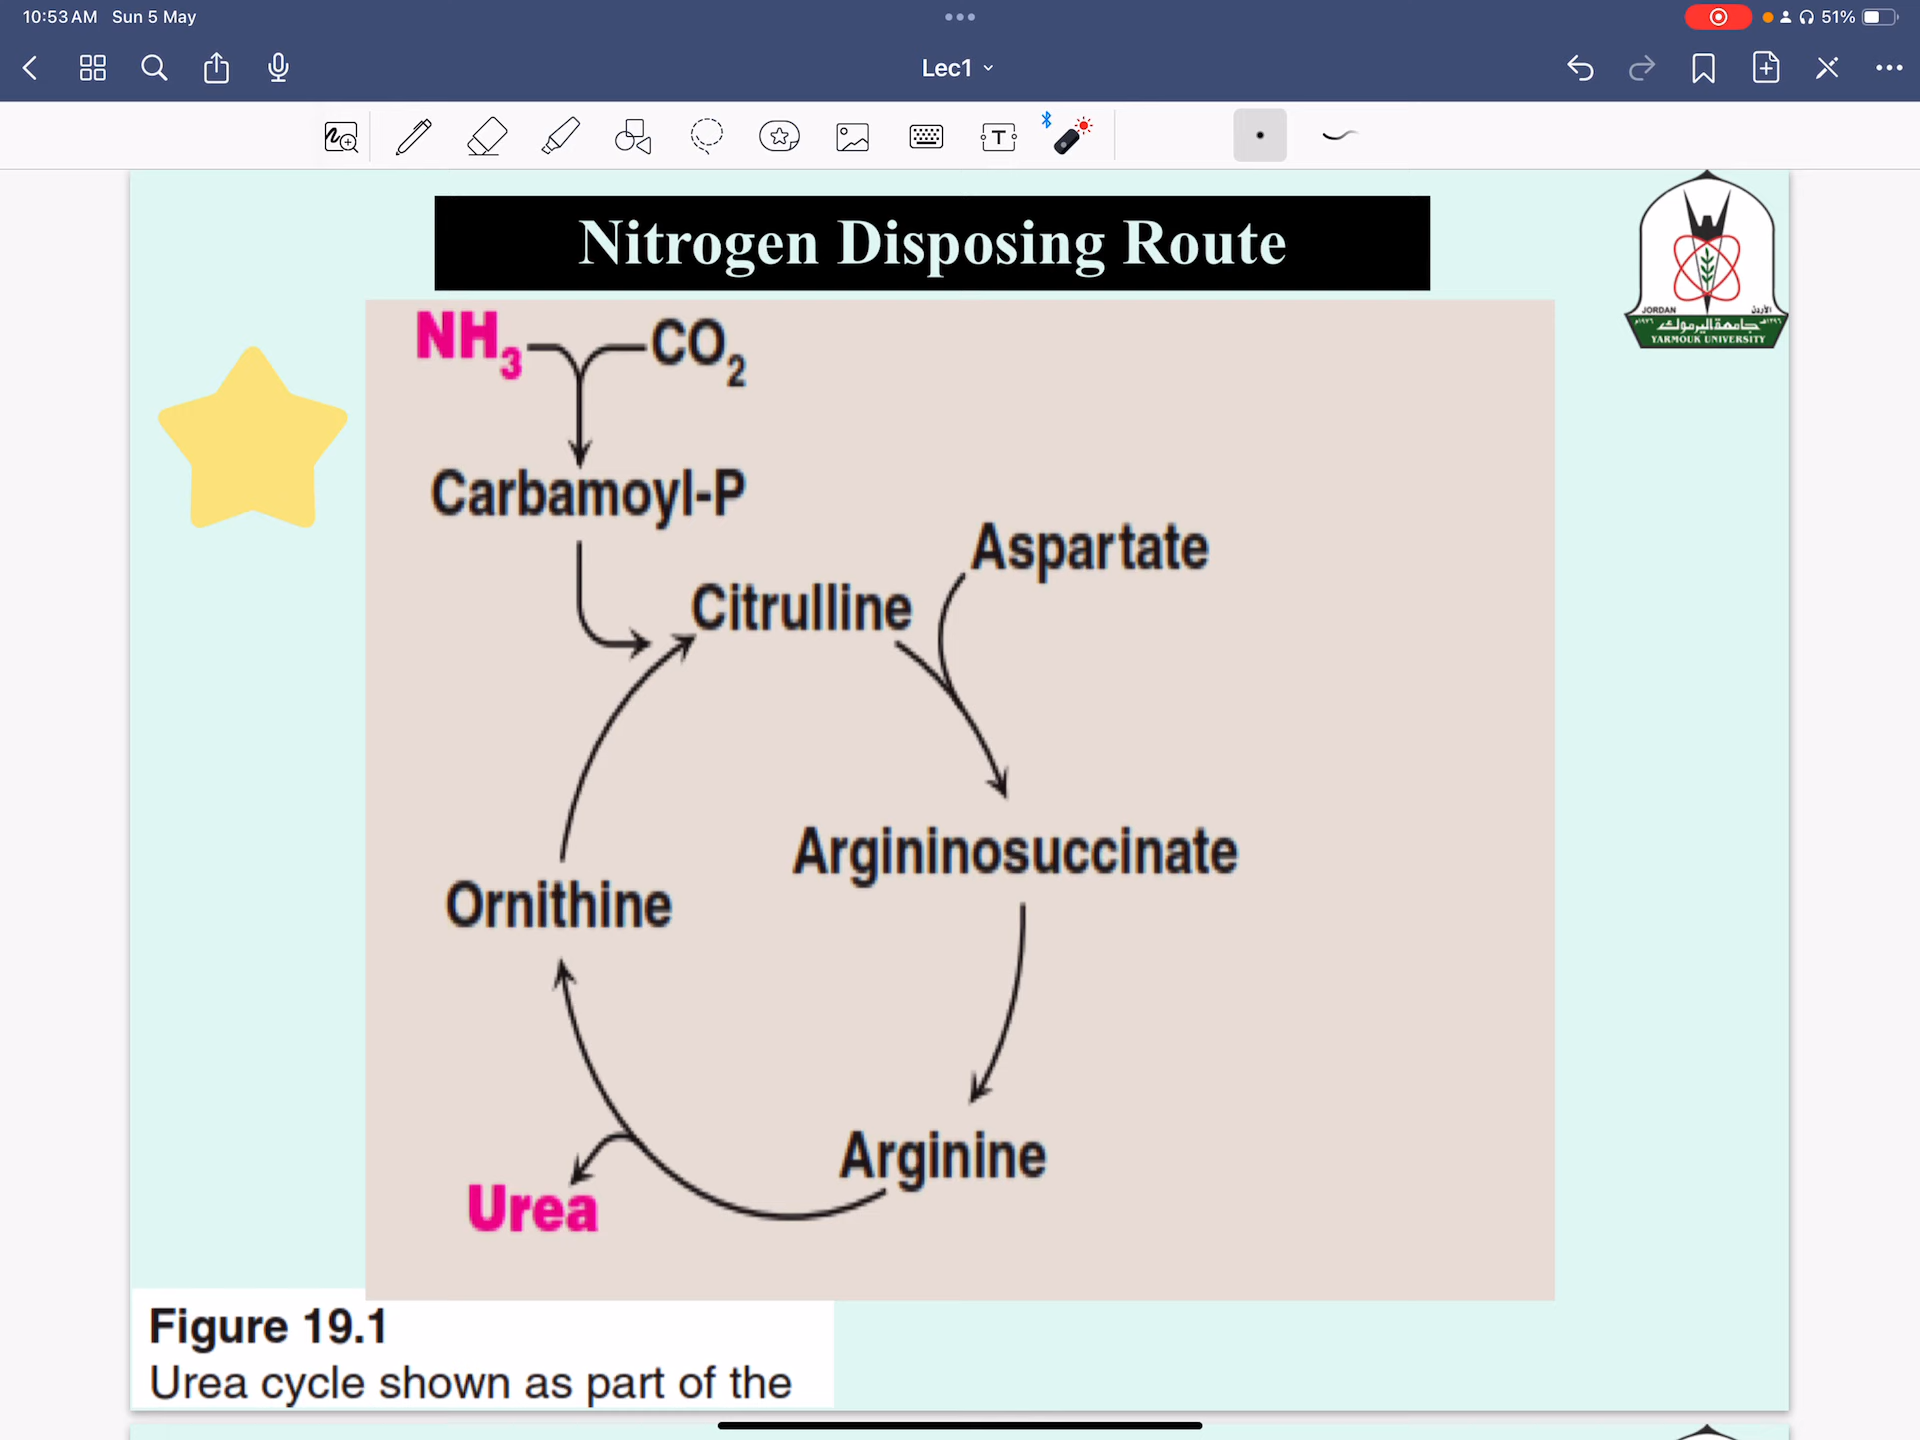 10:53 AM Sun 5 May
51%
Lec1
T
Nitrogen Disposing Route
JORDAN الأردن
جامعة اليرموك
YARMOUK UNIVERSITY
NH₃ CO₂
Carbamoyl-P
Aspartate
Citrulline
Argininosuccinate
Ornithine
Arginine
Urea
Figure 19.1
Urea cycle shown as part of the